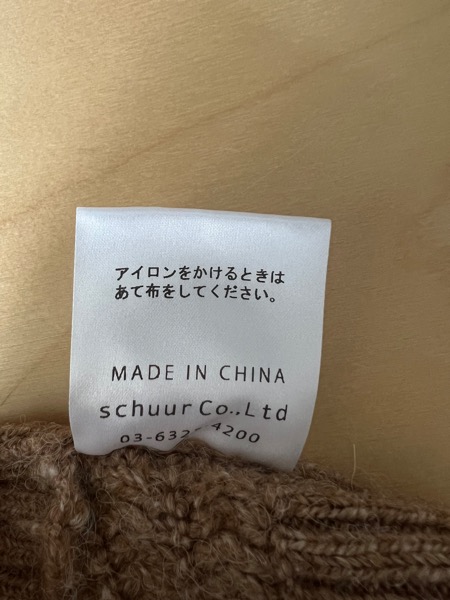 アイロンをかけるときは
あて布をしてください。
MADE IN CHINA
schuur Co.,Ltd